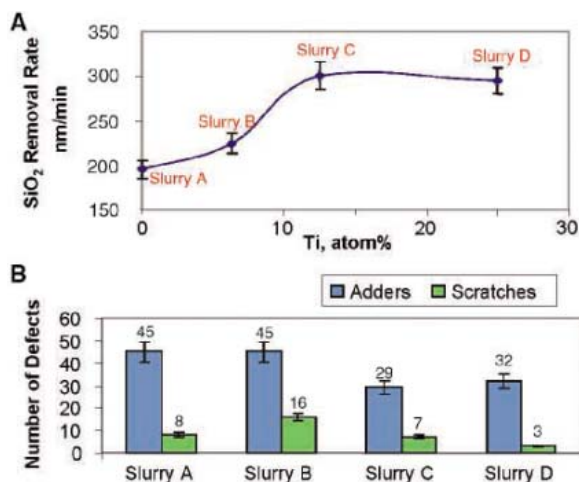 A
SiO₂ Removal Rate
nm/min
350
300
250
200
150
Slurry A
Slurry B
Slurry C
Slurry D
0
10
20
30
Ti, atom%
B
Adders
Scratches
Number of Defects
60
50
40
30
20
10
0
45
8
45
16
29
7
32
3
Slurry A
Slurry B
Slurry C
Slurry D